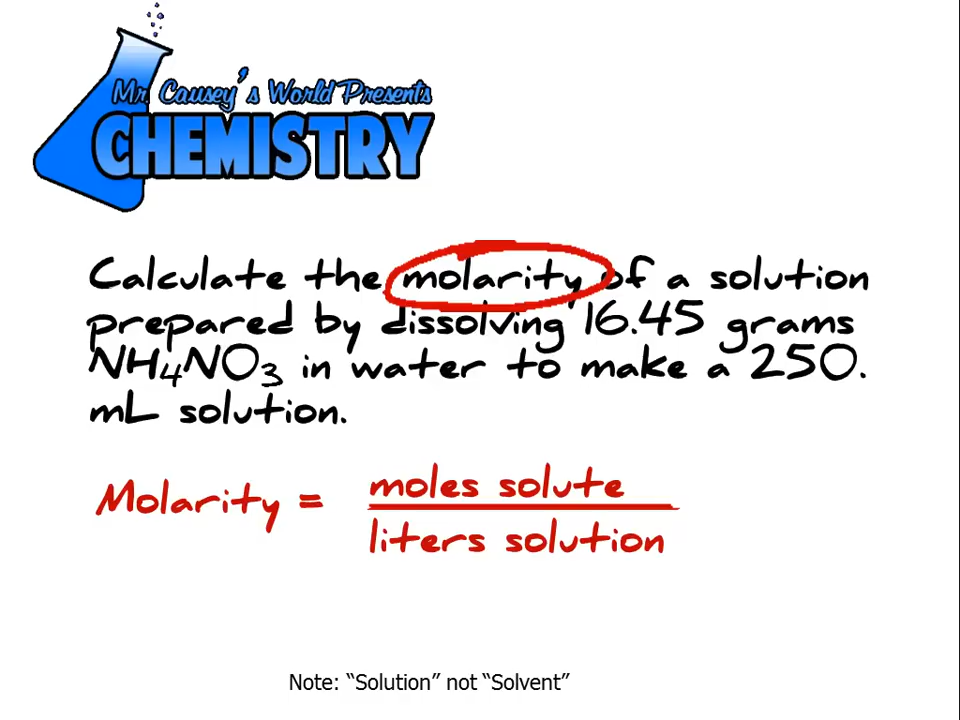 Mr. Causey's World Presents
CHEMISTRY
Calculate the molarity of a solution
prepared by dissolving 16.45 grams
NH₄NO₃ in water to make a 250.
mL solution.
Molarity = moles solute
liters solution
Note: “Solution” not “Solvent”